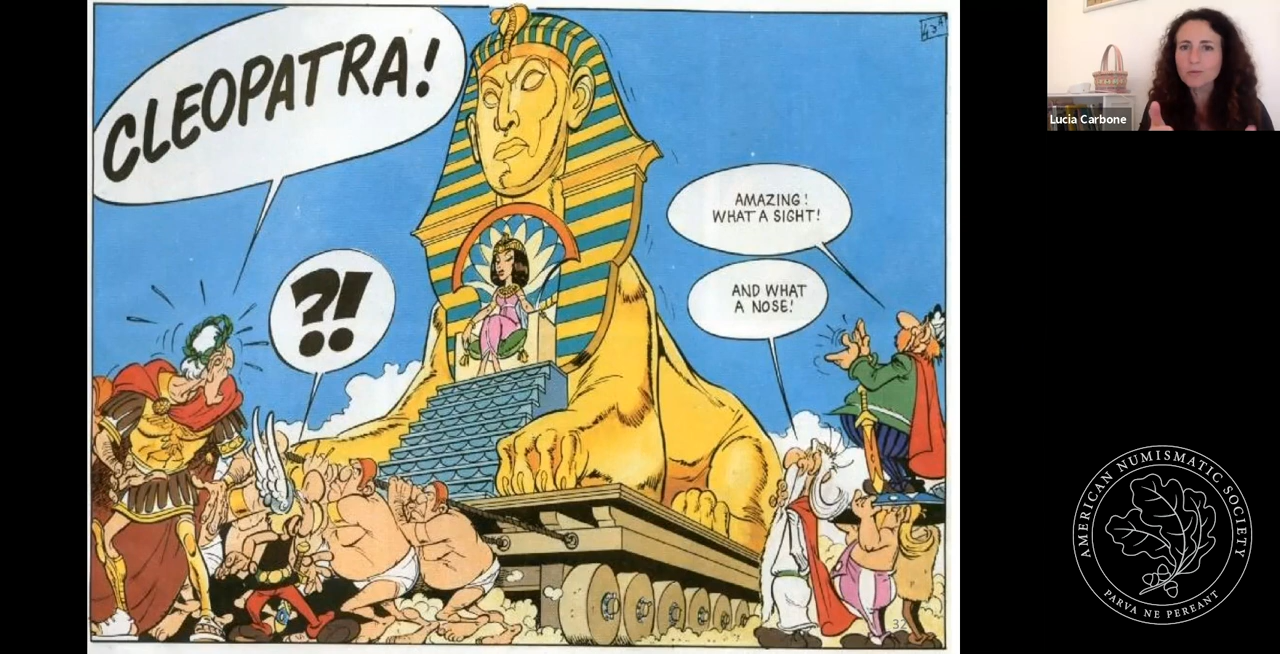 CLEOPATRA!
?!
AMAZING!
WHAT A SIGHT!
AND WHAT
A NOSE!
Lucia Carbone
AMERICAN NUMISMATIC SOCIETY
PARVA NE PEREANT